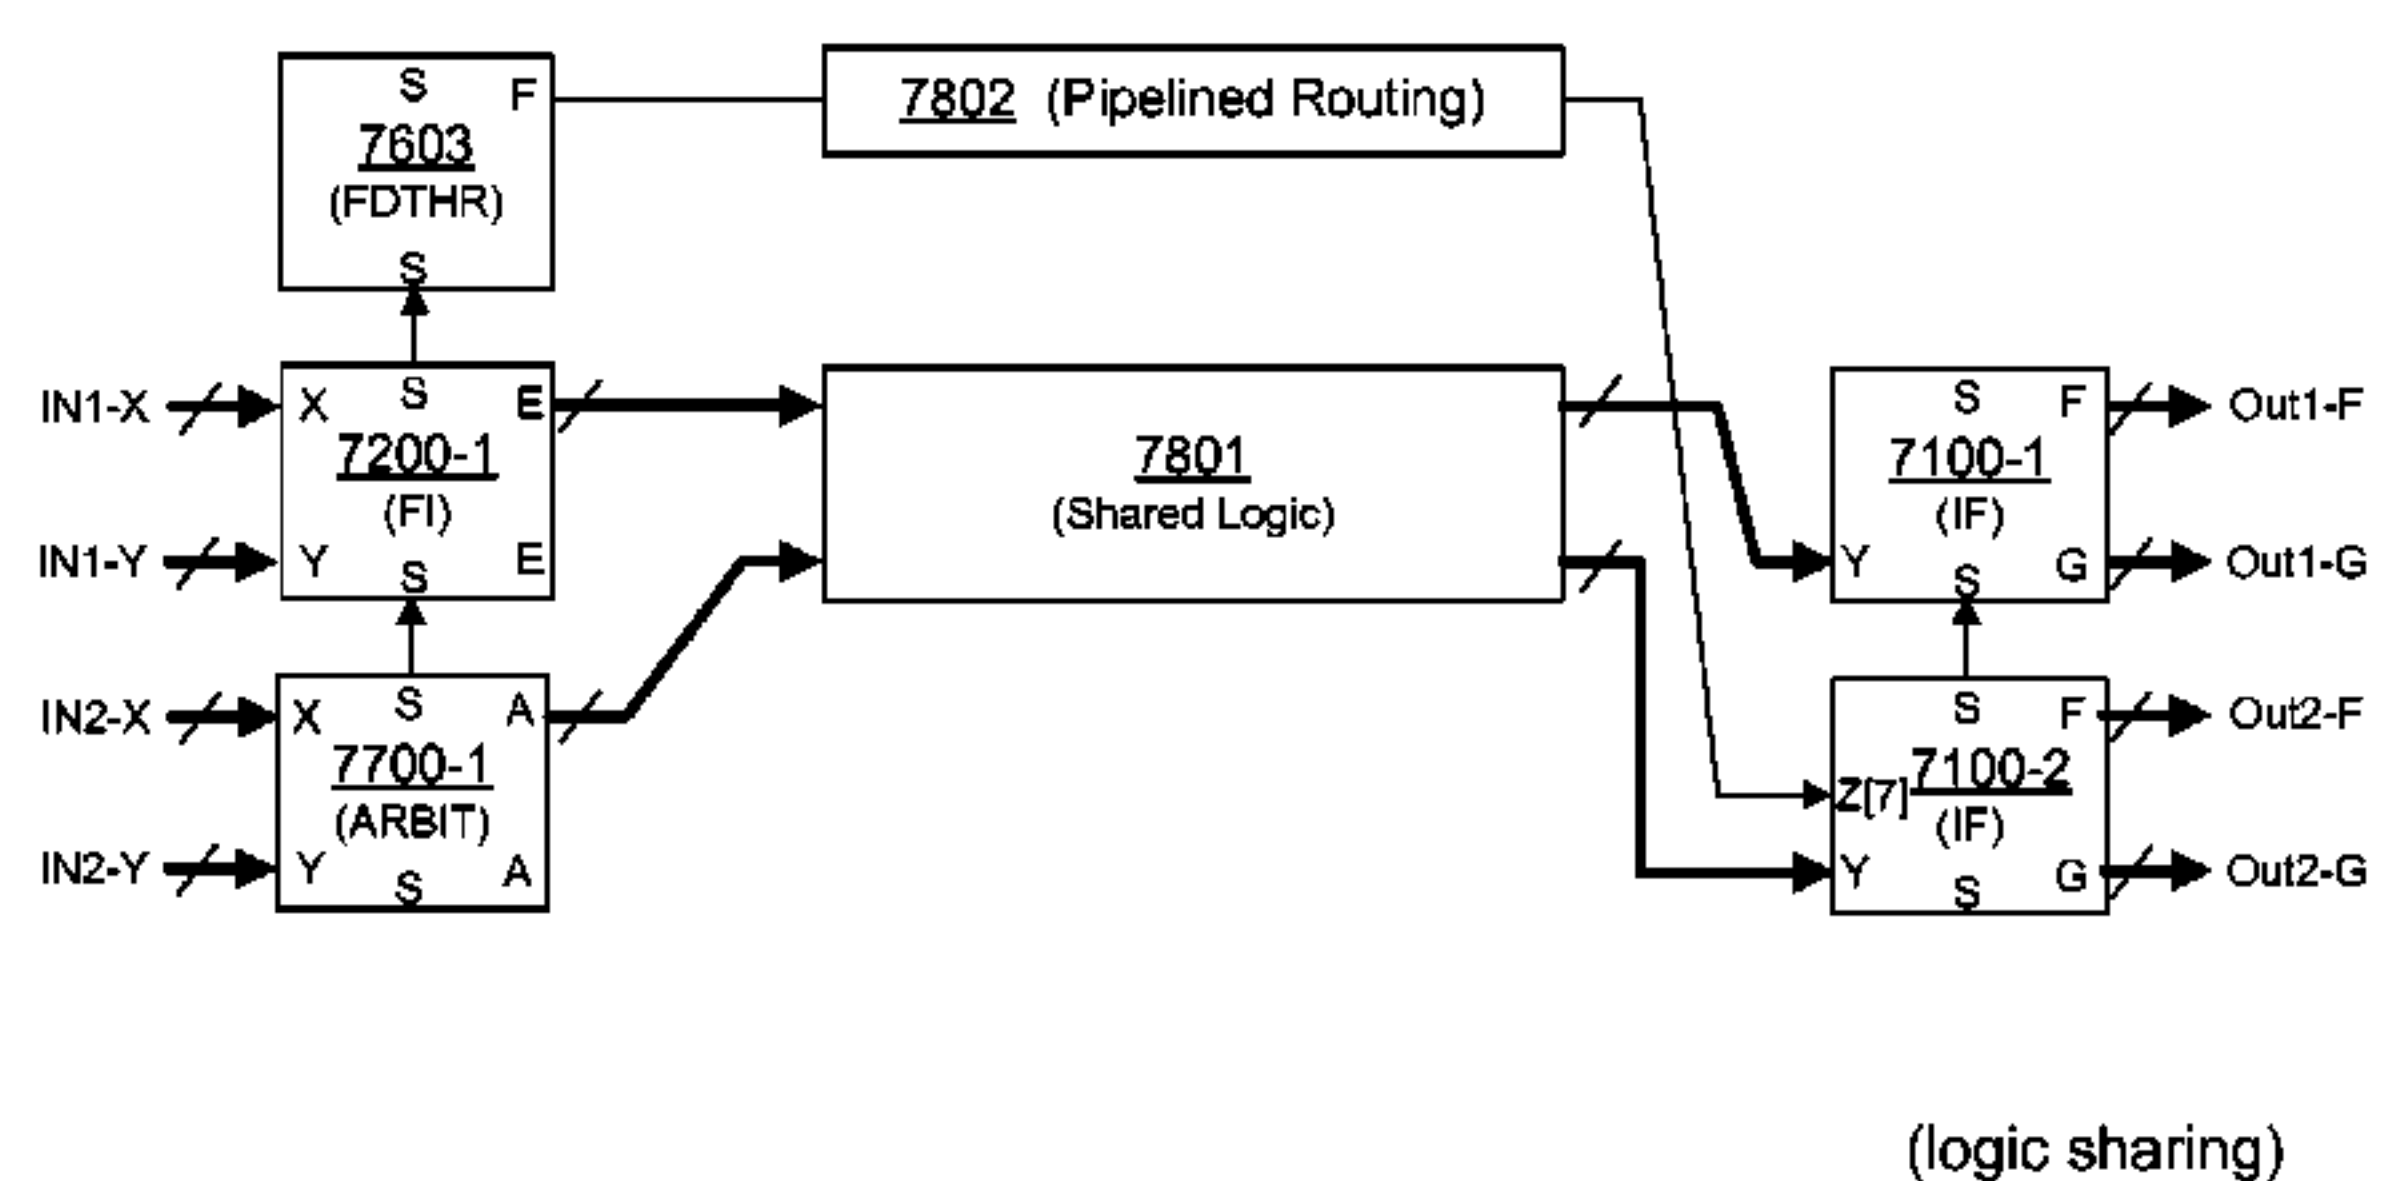 S F
7603
(FDTHR)
S
7802 (Pipelined Routing)
IN1-X
X S E
7200-1
(FI)
IN1-Y
Y S E
7801
(Shared Logic)
S F
7100-1
(IF)
Y S G
Out1-F
Out1-G
IN2-X
X S A
7700-1
(ARBIT)
IN2-Y
Y S A
S F
Z[7] 7100-2
(IF)
Y S G
Out2-F
Out2-G
(logic sharing)